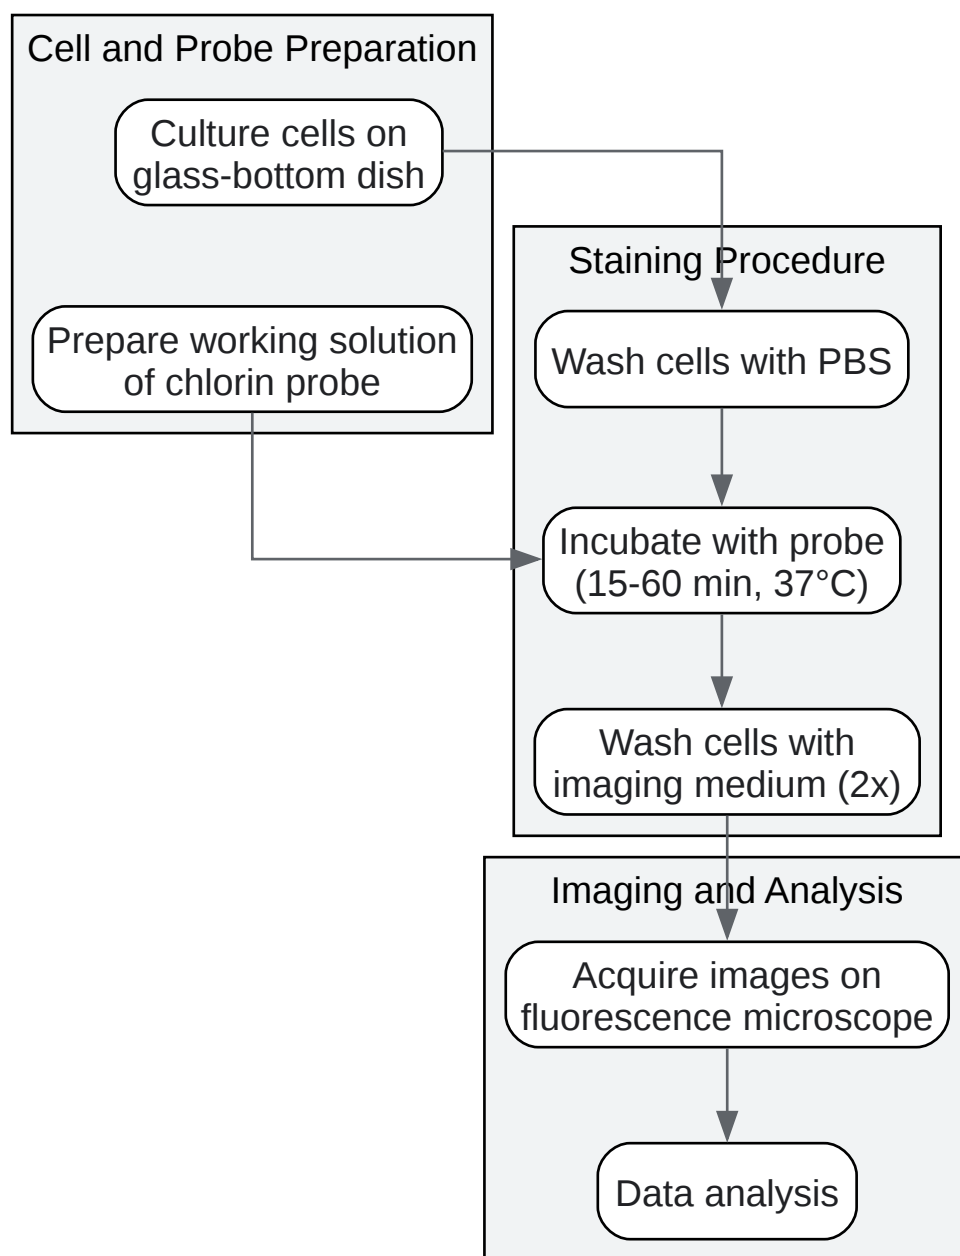 Cell and Probe Preparation
Culture cells on
glass-bottom dish
Prepare working solution
of chlorin probe
Staining Procedure
Wash cells with PBS
Incubate with probe
(15-60 min, 37°C)
Wash cells with
imaging medium (2x)
Imaging and Analysis
Acquire images on
fluorescence microscope
Data analysis